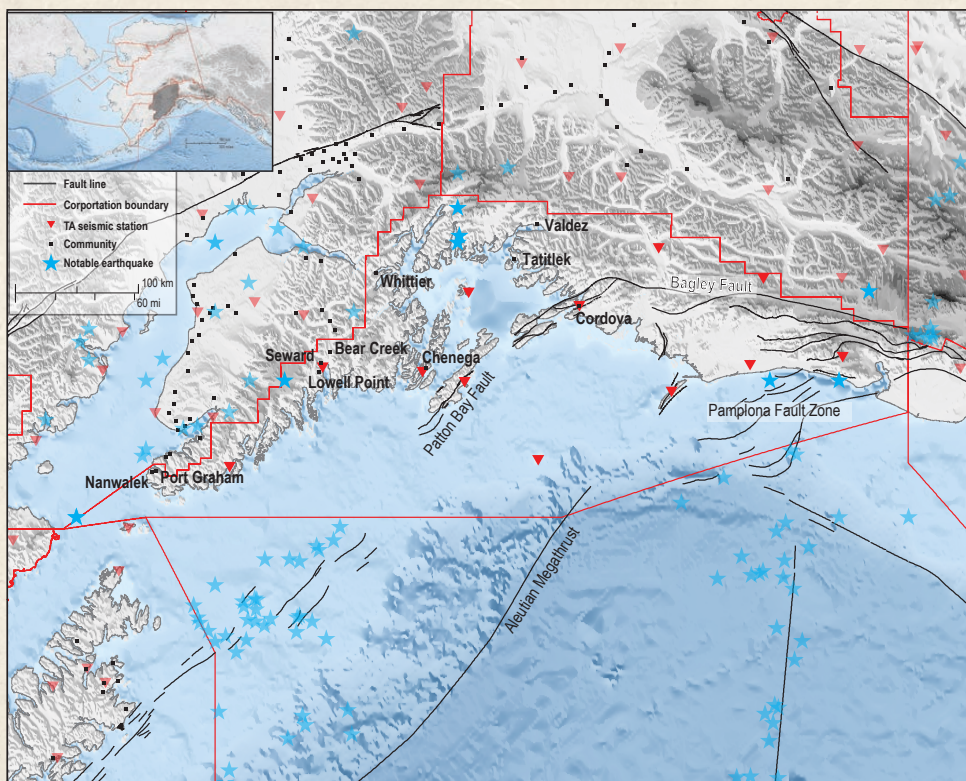 Fault line
Corportation boundary
TA seismic station
Community
Notable earthquake
100 km
60 mi
Valdez
Tatitlek
Whittier
Bagley Fault
Cordova
Seward
Bear Creek
Chenega
Lowell Point
Patton Bay Fault
Pamplona Fault Zone
Nanwalek
Port Graham
Aleutian Megathrust